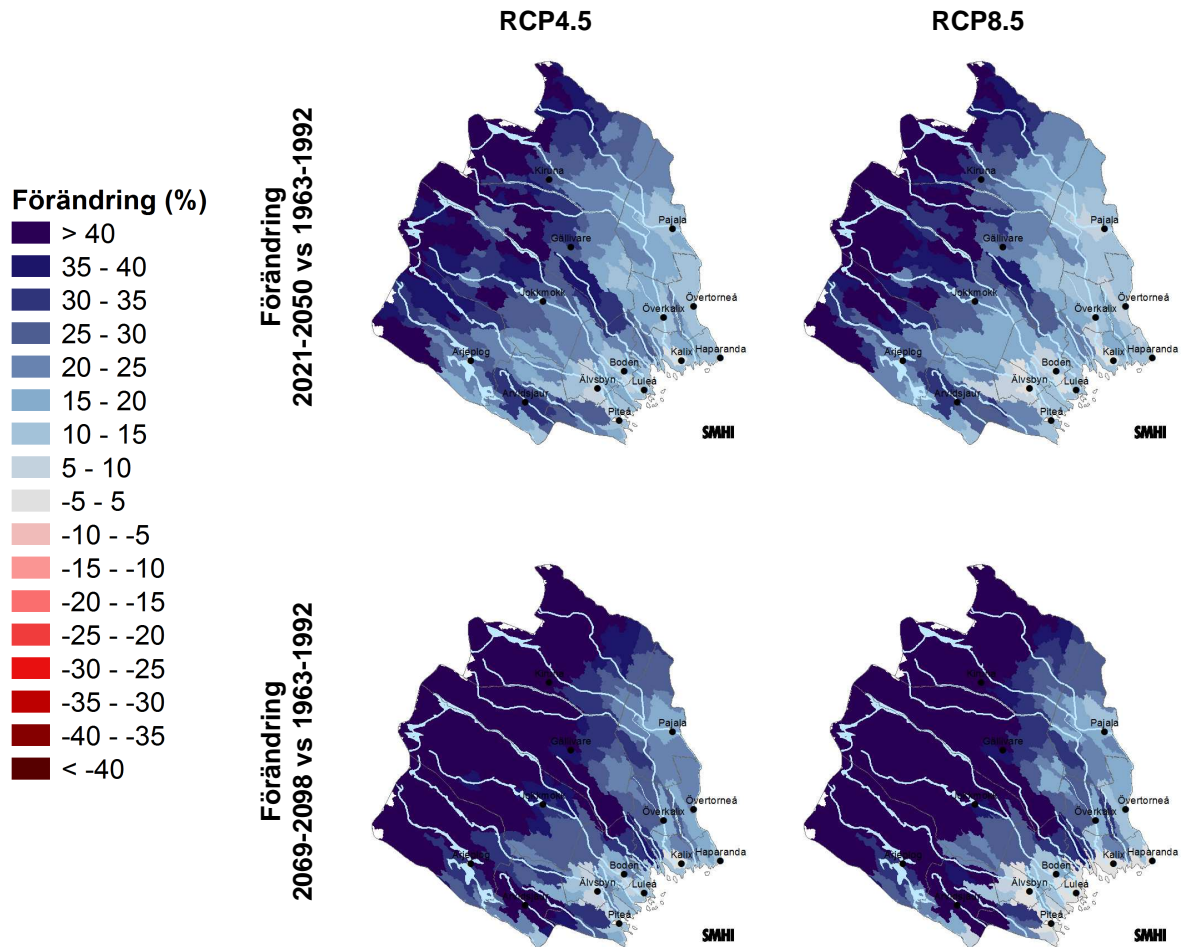 RCP4.5
RCP8.5
Förändring
2021-2050 vs 1963-1992
Förändring (%)
> 40
35 - 40
30 - 35
25 - 30
20 - 25
15 - 20
10 - 15
5 - 10
-5 - 5
-10 - -5
-15 - -10
-20 - -15
-25 - -20
-30 - -25
-35 - -30
-40 - -35
< -40
Kiruna
Pajala
Gällivare
Jokkmokk
Övertorneå
Överkalix
Arjeplog
Boden
Kalix
Haparanda
Älvsbyn
Luleå
Arvidsjaur
Piteå
SMHI
Kiruna
Pajala
Gällivare
Jokkmokk
Övertorneå
Överkalix
Arjeplog
Boden
Kalix
Haparanda
Älvsbyn
Luleå
Arvidsjaur
Piteå
SMHI
Förändring
2069-2098 vs 1963-1992
Kiruna
Pajala
Gällivare
Jokkmokk
Övertorneå
Överkalix
Arjeplog
Boden
Kalix
Haparanda
Älvsbyn
Luleå
Piteå
SMHI
Kiruna
Pajala
Gällivare
Övertorneå
Överkalix
Arjeplog
Boden
Kalix
Haparanda
Älvsbyn
Luleå
Piteå
SMHI